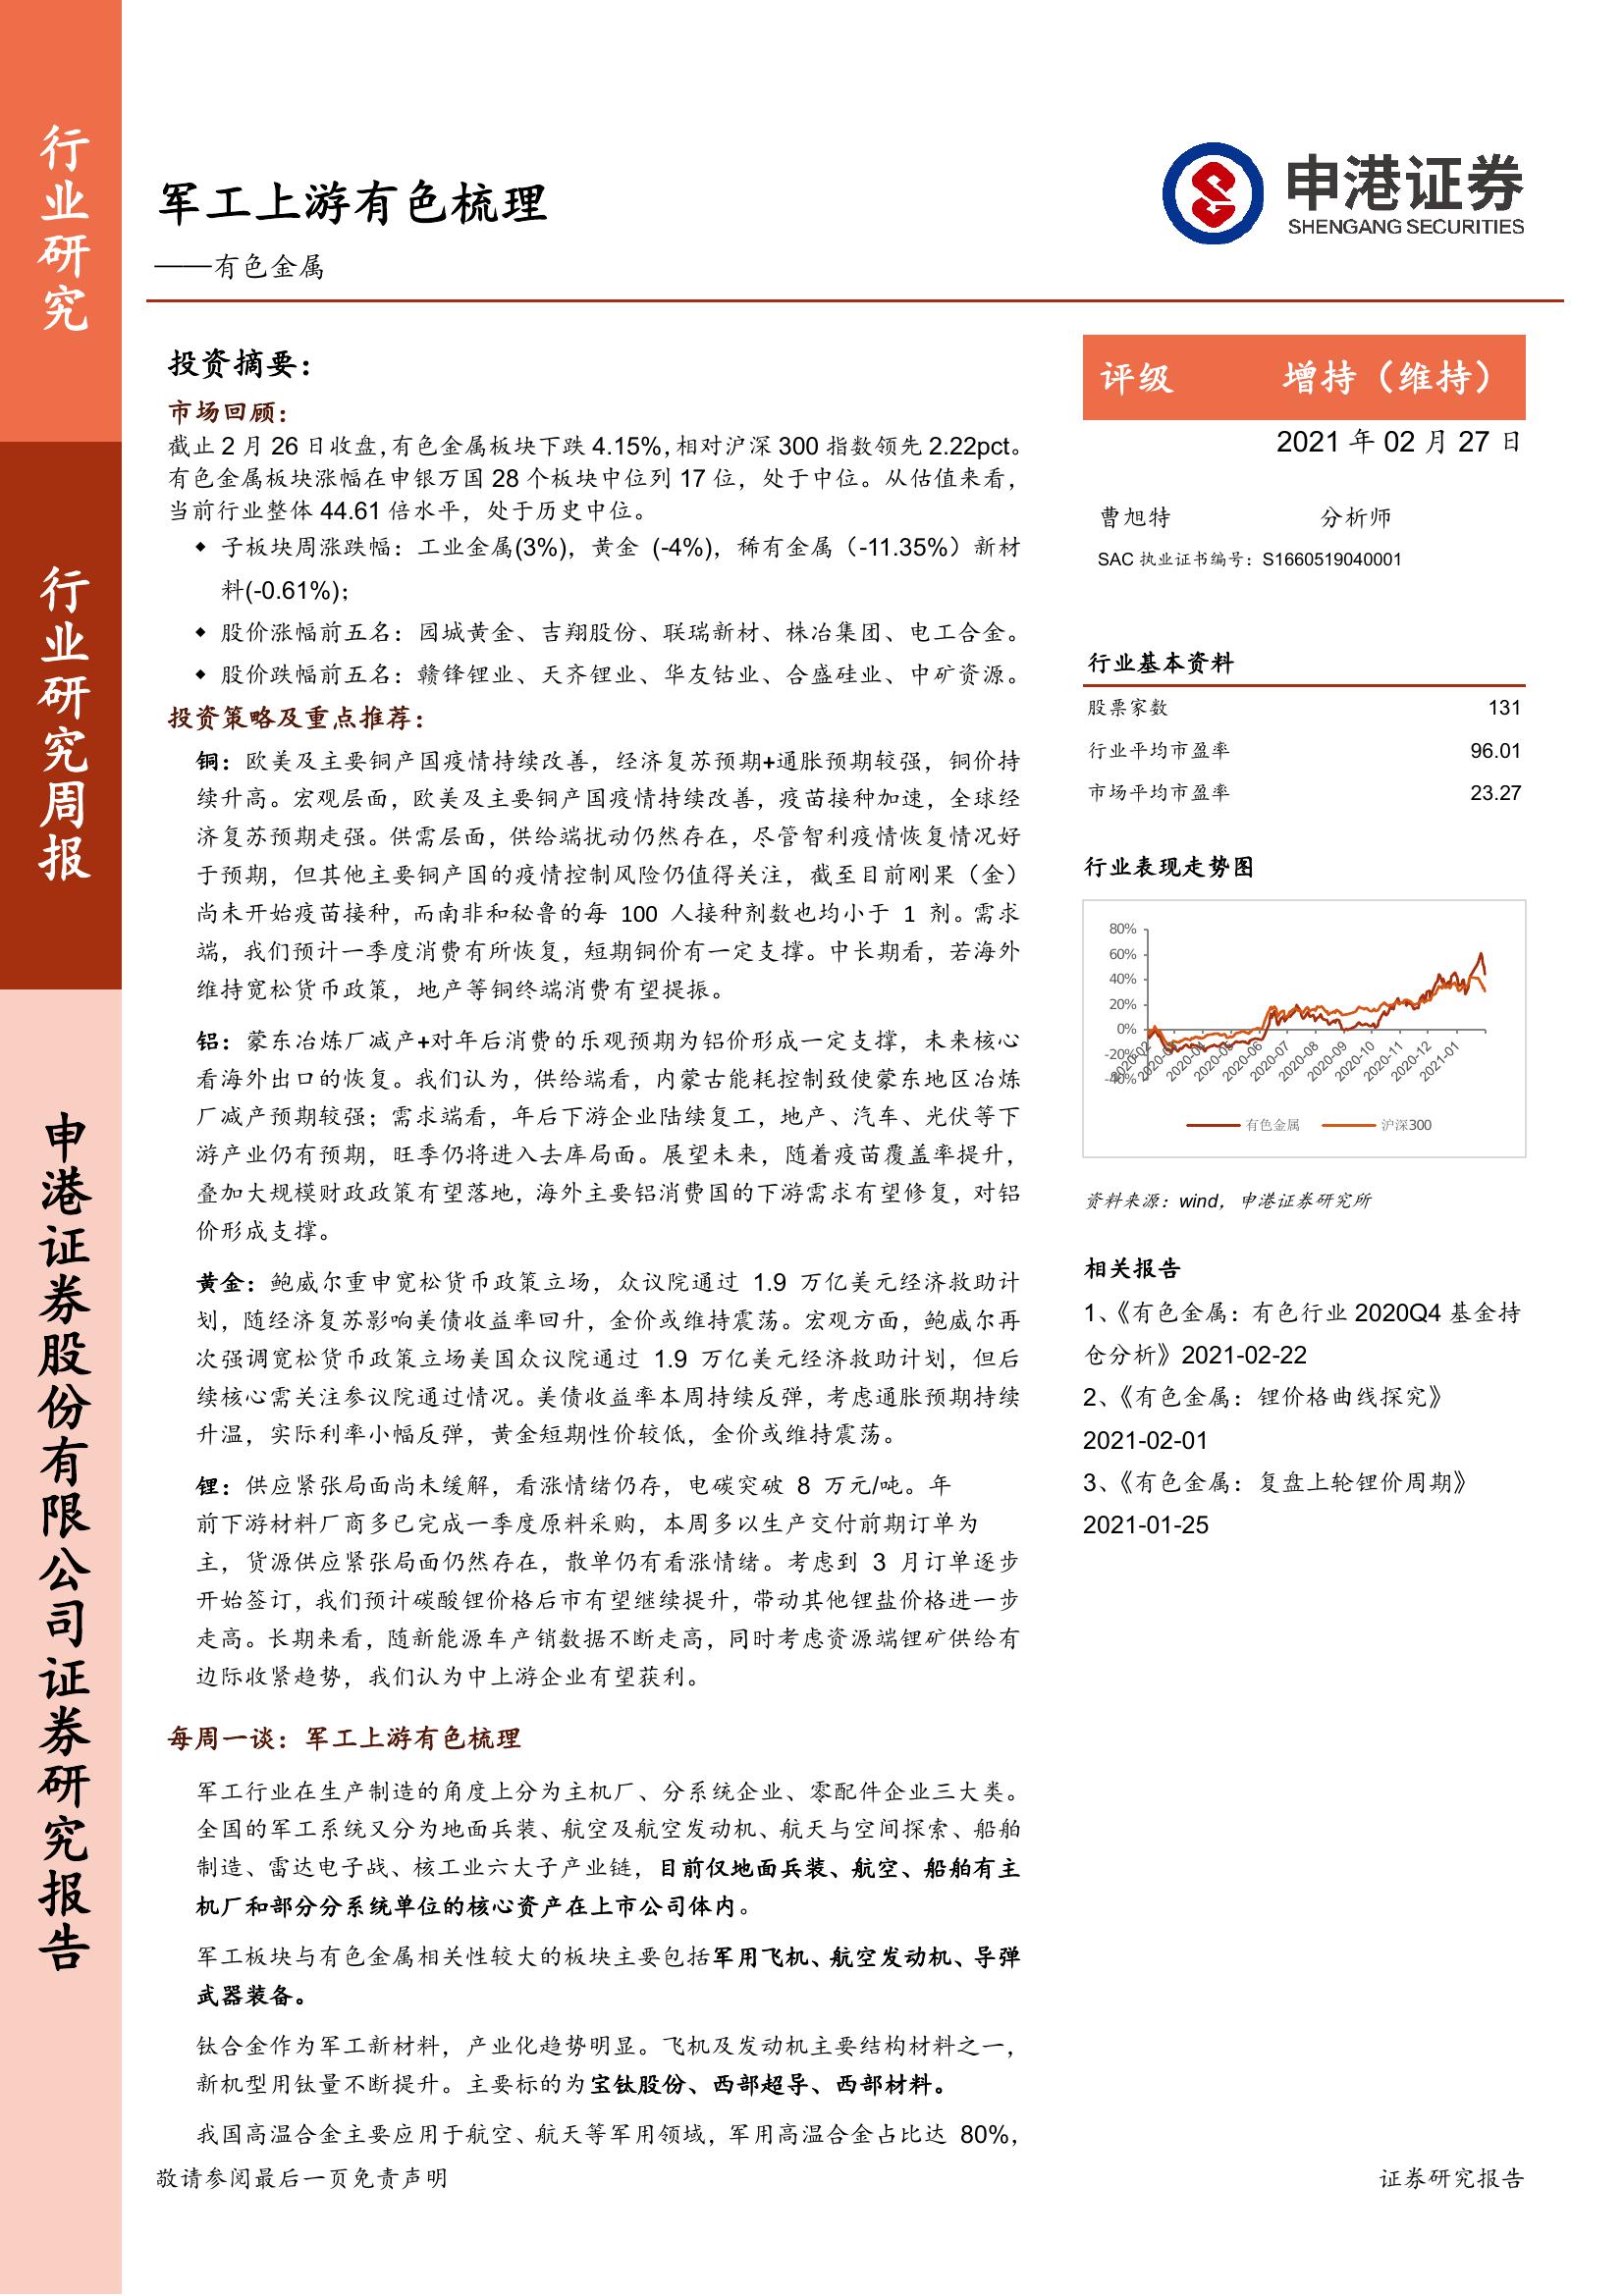 行业研究
行业研究周报
申港证券股份有限公司证券研究报告
军工上游有色梳理
——有色金属
申港证券
SHENGANG SECURITIES
投资摘要：
市场回顾：
截止 2 月 26 日收盘，有色金属板块下跌 4.15%，相对沪深 300 指数领先 2.22pct。
有色金属板块涨幅在申银万国 28 个板块中位列 17 位，处于中位。从估值来看，
当前行业整体 44.61 倍水平，处于历史中位。
◆ 子板块周涨跌幅：工业金属(3%)，黄金 (-4%)，稀有金属（-11.35%）新材
料(-0.61%)；
◆ 股价涨幅前五名：园城黄金、吉翔股份、联瑞新材、株冶集团、电工合金。
◆ 股价跌幅前五名：赣锋锂业、天齐锂业、华友钴业、合盛硅业、中矿资源。
投资策略及重点推荐：
铜：欧美及主要铜产国疫情持续改善，经济复苏预期+通胀预期较强，铜价持
续升高。宏观层面，欧美及主要铜产国疫情持续改善，疫苗接种加速，全球经
济复苏预期走强。供需层面，供给端扰动仍然存在，尽管智利疫情恢复情况好
于预期，但其他主要铜产国的疫情控制风险仍值得关注，截至目前刚果（金）
尚未开始疫苗接种，而南非和秘鲁的每 100 人接种剂数也均小于 1 剂。需求
端，我们预计一季度消费有所恢复，短期铜价有一定支撑。中长期看，若海外
维持宽松货币政策，地产等铜终端消费有望提振。
铝：蒙东冶炼厂减产+对年后消费的乐观预期为铝价形成一定支撑，未来核心
看海外出口的恢复。我们认为，供给端看，内蒙古能耗控制致使蒙东地区冶炼
厂减产预期较强；需求端看，年后下游企业陆续复工，地产、汽车、光伏等下
游产业仍有预期，旺季仍将进入去库局面。展望未来，随着疫苗覆盖率提升，
叠加大规模财政政策有望落地，海外主要铝消费国的下游需求有望修复，对铝
价形成支撑。
黄金：鲍威尔重申宽松货币政策立场，众议院通过 1.9 万亿美元经济救助计
划，随经济复苏影响美债收益率回升，金价或维持震荡。宏观方面，鲍威尔再
次强调宽松货币政策立场美国众议院通过 1.9 万亿美元经济救助计划，但后
续核心需关注参议院通过情况。美债收益率本周持续反弹，考虑通胀预期持续
升温，实际利率小幅反弹，黄金短期性价较低，金价或维持震荡。
锂：供应紧张局面尚未缓解，看涨情绪仍存，电碳突破 8 万元/吨。年
前下游材料厂商多已完成一季度原料采购，本周多以生产交付前期订单为
主，货源供应紧张局面仍然存在，散单仍有看涨情绪。考虑到 3 月订单逐步
开始签订，我们预计碳酸锂价格后市有望继续提升，带动其他锂盐价格进一步
走高。长期来看，随新能源车产销数据不断走高，同时考虑资源端锂矿供给有
边际收紧趋势，我们认为中上游企业有望获利。
每周一谈：军工上游有色梳理
军工行业在生产制造的角度上分为主机厂、分系统企业、零配件企业三大类。
全国的军工系统又分为地面兵装、航空及航空发动机、航天与空间探索、船舶
制造、雷达电子战、核工业六大子产业链，目前仅地面兵装、航空、船舶有主
机厂和部分分系统单位的核心资产在上市公司体内。
军工板块与有色金属相关性较大的板块主要包括军用飞机、航空发动机、导弹
武器装备。
钛合金作为军工新材料，产业化趋势明显。飞机及发动机主要结构材料之一，
新机型用钛量不断提升。主要标的为宝钛股份、西部超导、西部材料。
我国高温合金主要应用于航空、航天等军用领域，军用高温合金占比达 80%，
评级 增持（维持）
2021 年 02 月 27 日
曹旭特 分析师
SAC 执业证书编号：S1660519040001
行业基本资料
股票家数 131
行业平均市盈率 96.01
市场平均市盈率 23.27
行业表现走势图
80%
60%
40%
20%
0%
-20%
-40%
2020-02
2020-03
2020-04
2020-05
2020-06
2020-07
2020-08
2020-09
2020-10
2020-11
2020-12
2021-01
有色金属 沪深300
资料来源：wind，申港证券研究所
相关报告
1、《有色金属：有色行业 2020Q4 基金持
仓分析》2021-02-22
2、《有色金属：锂价格曲线探究》
2021-02-01
3、《有色金属：复盘上轮锂价周期》
2021-01-25
敬请参阅最后一页免责声明
证券研究报告